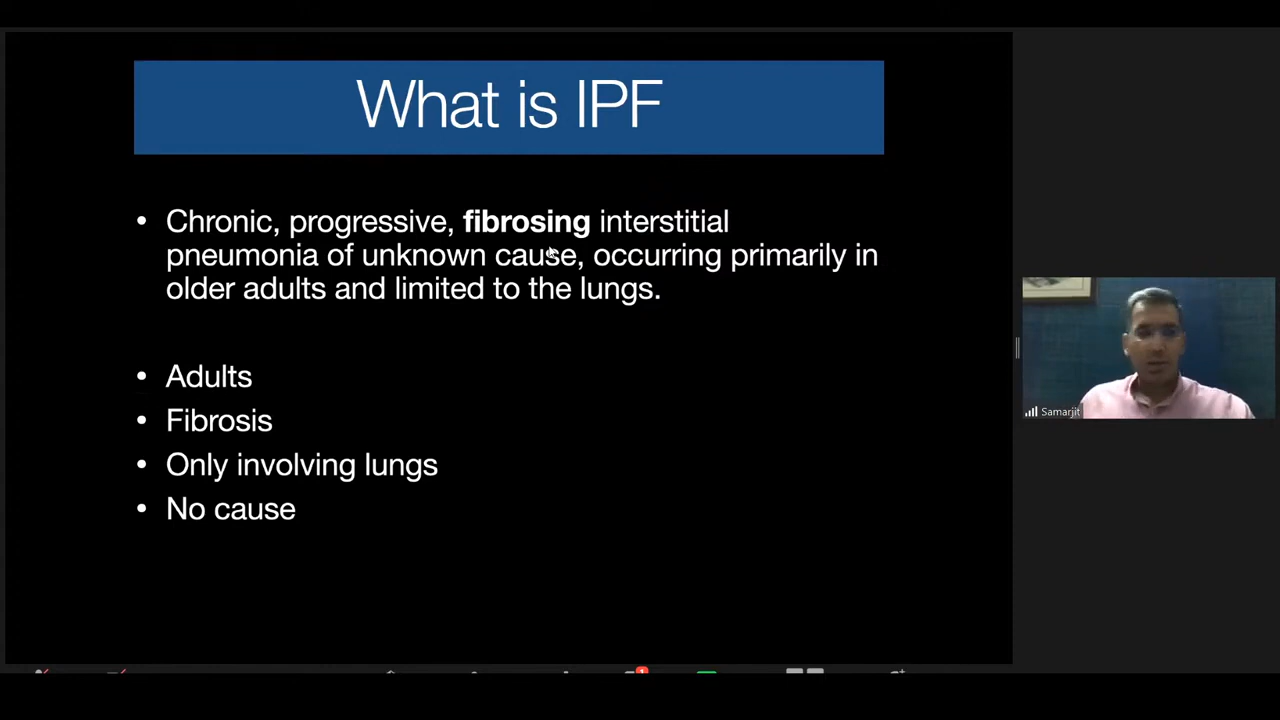 What is IPF
• Chronic, progressive, fibrosing interstitial
pneumonia of unknown cause, occurring primarily in
older adults and limited to the lungs.
• Adults
• Fibrosis
• Only involving lungs
• No cause
Samarjit
1